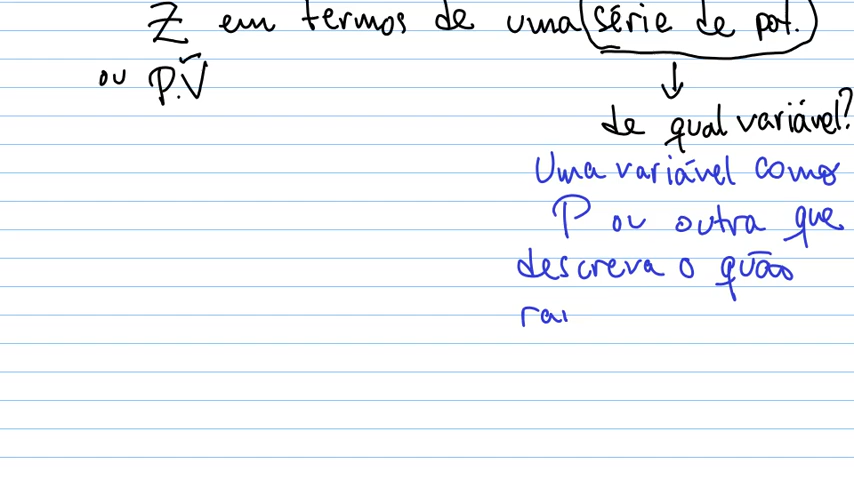 Z em termos de uma série de pot.
ou P.V
de qual variável?
Uma variável como
P ou outra que
descreva o quão